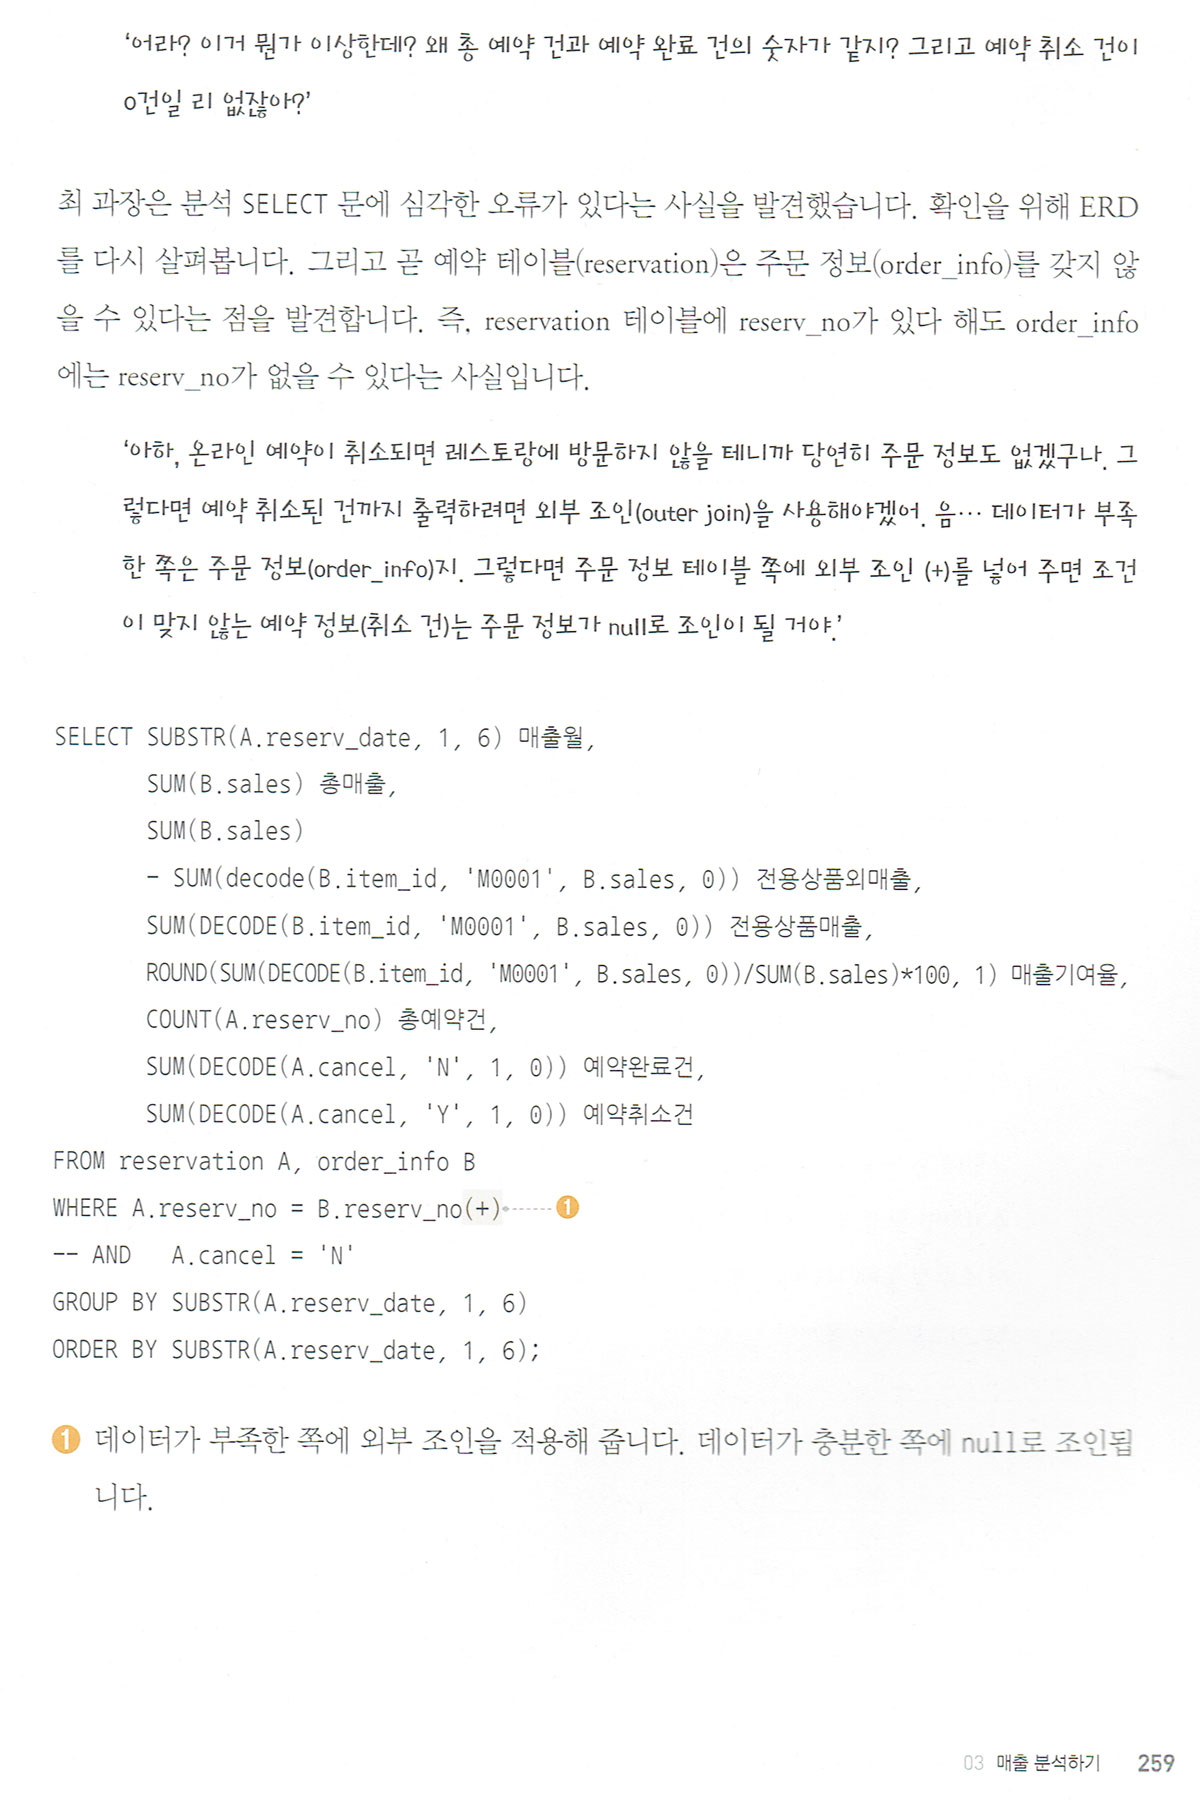 ‘어라? 이거 뭔가 이상한데? 왜 총 예약 건과 예약 완료 건의 숫자가 같지? 그리고 예약 취소 건이
0건일 리 없잖아?’
최 과장은 분석 SELECT 문에 심각한 오류가 있다는 사실을 발견했습니다. 확인을 위해 ERD
를 다시 살펴봅니다. 그리고 곧 예약 테이블(reservation)은 주문 정보(order_info)를 갖지 않
을 수 있다는 점을 발견합니다. 즉, reservation 테이블에 reserv_no가 있다 해도 order_info
에는 reserv_no가 없을 수 있다는 사실입니다.
‘아하, 온라인 예약이 취소되면 레스토랑에 방문하지 않을 테니까 당연히 주문 정보도 없겠구나. 그
렇다면 예약 취소된 건까지 출력하려면 외부 조인(outer join)을 사용해야겠어. 음… 데이터가 부족
한 쪽은 주문 정보(order_info)지. 그렇다면 주문 정보 테이블 쪽에 외부 조인 (+)를 넣어 주면 조건
이 맞지 않는 예약 정보(취소 건)는 주문 정보가 null로 조인이 될 거야.’
SELECT SUBSTR(A.reserv_date, 1, 6) 매출월,
SUM(B.sales) 총매출,
SUM(B.sales)
- SUM(decode(B.item_id, 'M0001', B.sales, 0)) 전용상품외매출,
SUM(DECODE(B.item_id, 'M0001', B.sales, 0)) 전용상품매출,
ROUND(SUM(DECODE(B.item_id, 'M0001', B.sales, 0))/SUM(B.sales)*100, 1) 매출기여율,
COUNT(A.reserv_no) 총예약건,
SUM(DECODE(A.cancel, 'N', 1, 0)) 예약완료건,
SUM(DECODE(A.cancel, 'Y', 1, 0)) 예약취소건
FROM reservation A, order_info B
WHERE A.reserv_no = B.reserv_no(+) ❶
-- AND A.cancel = 'N'
GROUP BY SUBSTR(A.reserv_date, 1, 6)
ORDER BY SUBSTR(A.reserv_date, 1, 6);
❶ 데이터가 부족한 쪽에 외부 조인을 적용해 줍니다. 데이터가 충분한 쪽에 null로 조인됩
니다.
03 매출 분석하기 259